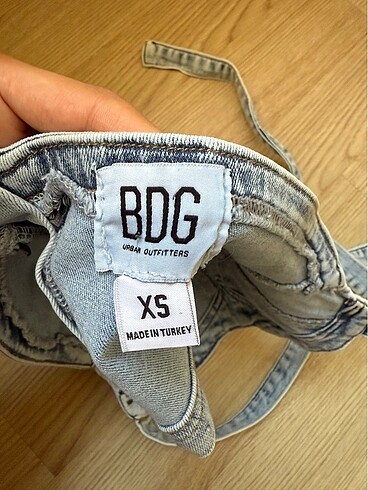 BDG
URBAN OUTFITTERS
XS
MADE IN TURKEY